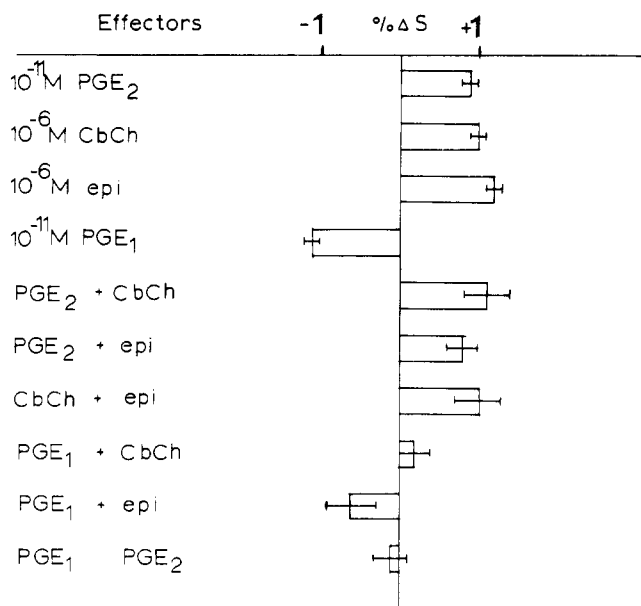 Effectors -1 %ΔS +1
10⁻¹¹M PGE₂
10⁻⁶M CbCh
10⁻⁶M epi
10⁻¹¹M PGE₁
PGE₂ + CbCh
PGE₂ + epi
CbCh + epi
PGE₁ + CbCh
PGE₁ + epi
PGE₁ PGE₂